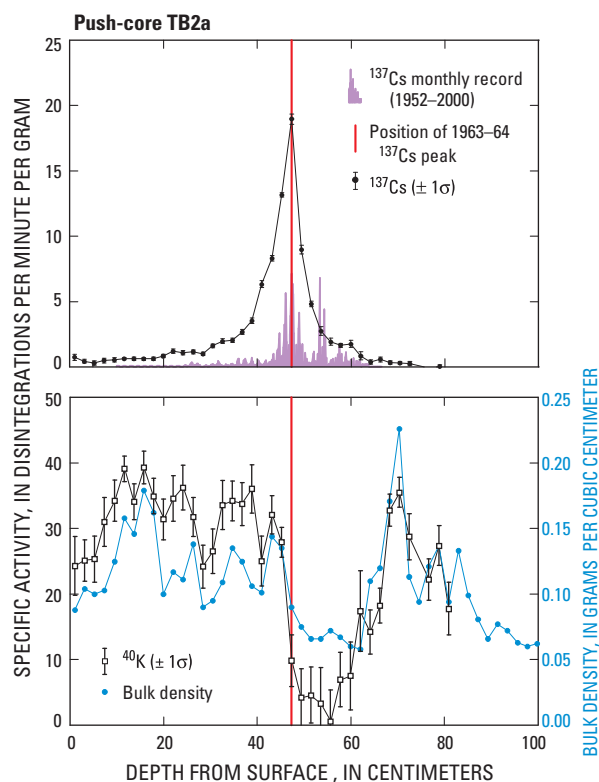 Push-core TB2a
25
20
15
10
5
0
¹³⁷Cs monthly record
(1952–2000)
Position of 1963–64
¹³⁷Cs peak
¹³⁷Cs (± 1σ)
SPECIFIC ACTIVITY, IN DISINTEGRATIONS PER MINUTE PER GRAM
50
40
30
20
10
0
0.25
0.20
0.15
0.10
0.05
0.00
BULK DENSITY, IN GRAMS PER CUBIC CENTIMETER
⁴⁰K (± 1σ)
Bulk density
0 20 40 60 80 100
DEPTH FROM SURFACE , IN CENTIMETERS